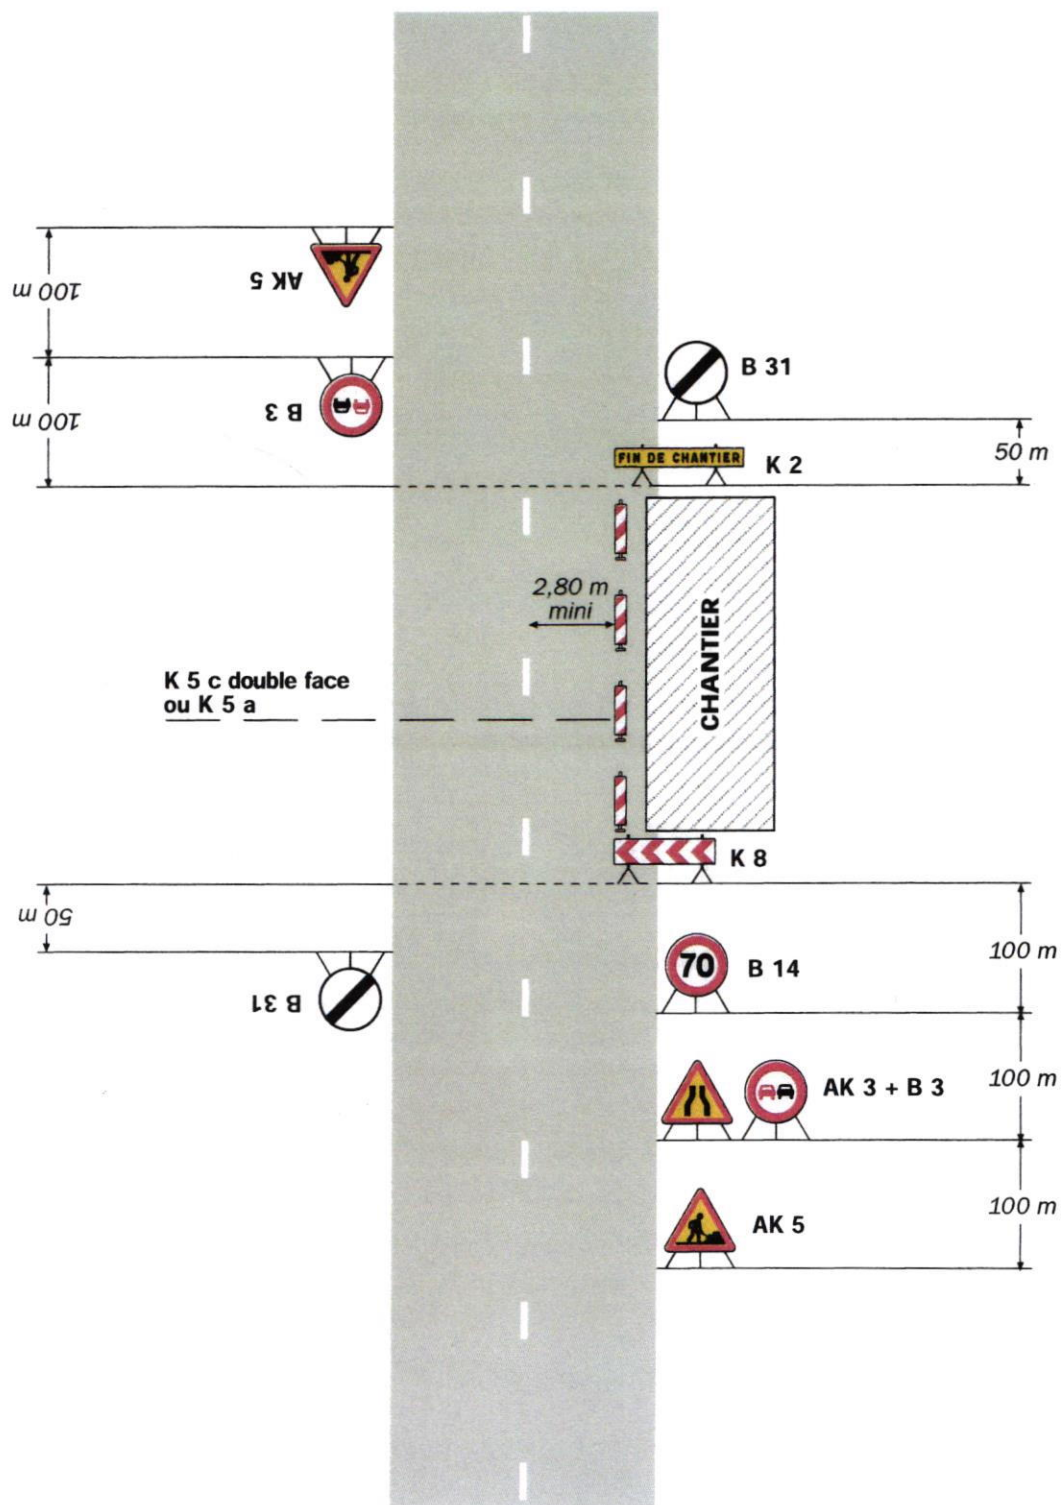 AK 5
100 m
B 3
100 m
B 31
50 m
FIN DE CHANTIER
K 2
2,80 m
mini
CHANTIER
K 5 c double face
ou K 5 a
K 8
50 m
B 31
70
B 14
100 m
AK 3 + B 3
100 m
AK 5
100 m